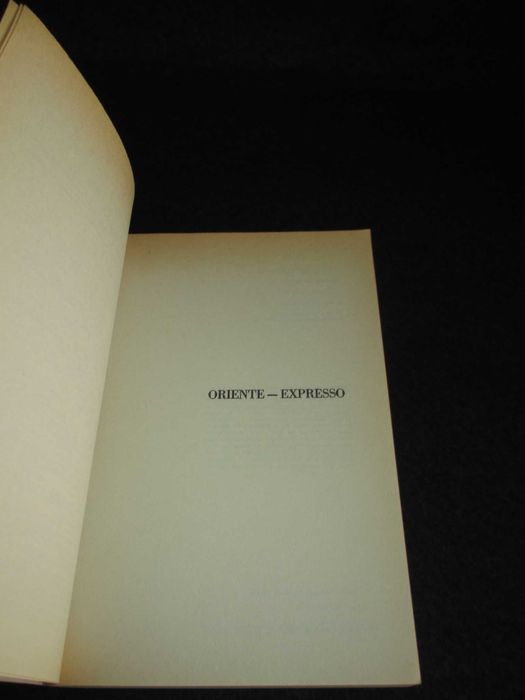 ORIENTE — EXPRESSO